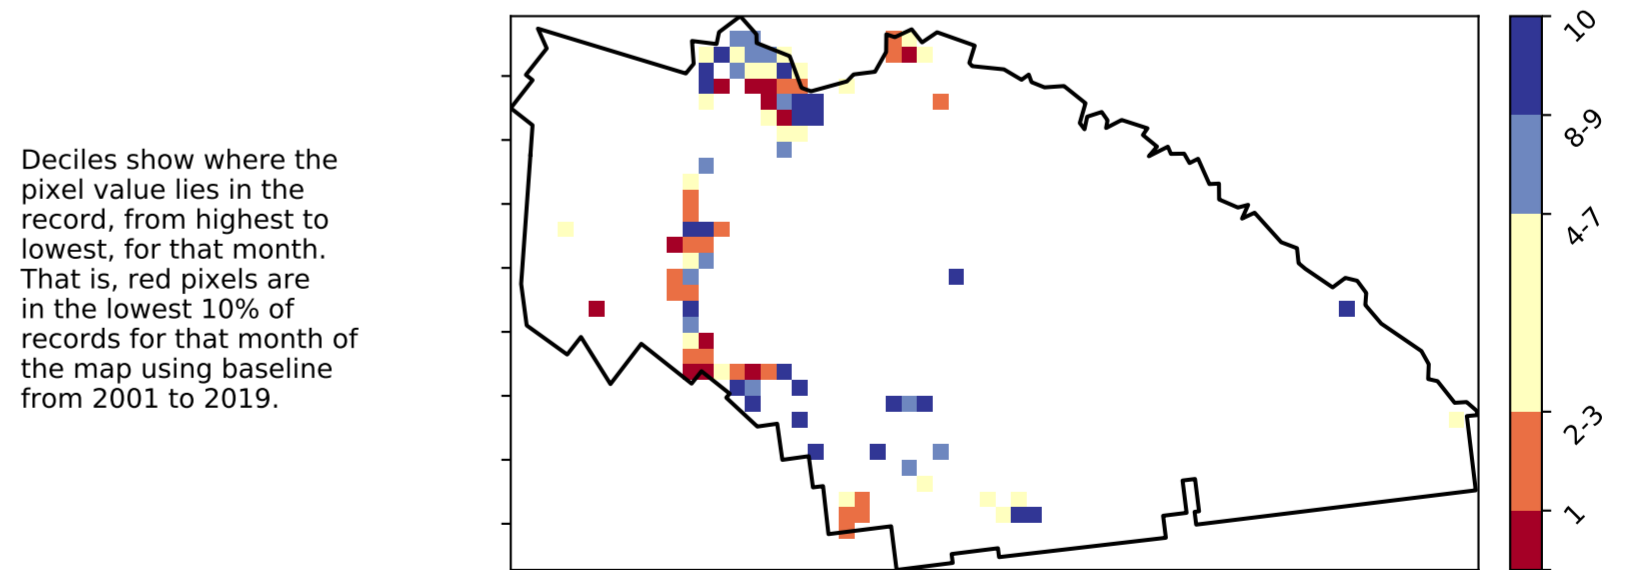 Deciles show where the
pixel value lies in the
record, from highest to
lowest, for that month.
That is, red pixels are
in the lowest 10% of
records for that month of
the map using baseline
from 2001 to 2019.
10
8-9
4-7
2-3
1